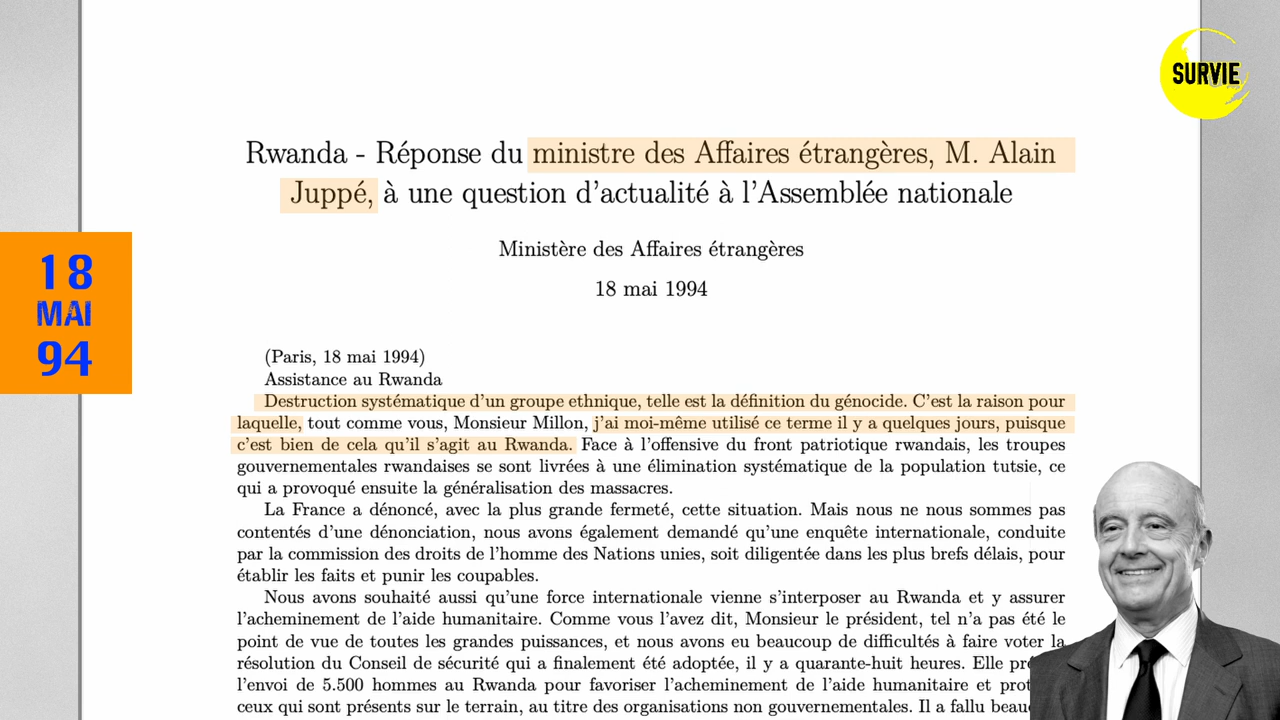 SURVIE
Rwanda - Réponse du ministre des Affaires étrangères, M. Alain
Juppé, à une question d'actualité à l'Assemblée nationale
Ministère des Affaires étrangères
18 mai 1994
18
MAI
94
(Paris, 18 mai 1994)
Assistance au Rwanda
Destruction systématique d'un groupe ethnique, telle est la définition du génocide. C'est la raison pour
laquelle, tout comme vous, Monsieur Millon, j'ai moi-même utilisé ce terme il y a quelques jours, puisque
c'est bien de cela qu'il s'agit au Rwanda. Face à l'offensive du front patriotique rwandais, les troupes
gouvernementales rwandaises se sont livrées à une élimination systématique de la population tutsie, ce
qui a provoqué ensuite la généralisation des massacres.
La France a dénoncé, avec la plus grande fermeté, cette situation. Mais nous ne nous sommes pas
contentés d'une dénonciation, nous avons également demandé qu'une enquête internationale, conduite
par la commission des droits de l'homme des Nations unies, soit diligentée dans les plus brefs délais, pour
établir les faits et punir les coupables.
Nous avons souhaité aussi qu'une force internationale vienne s'interposer au Rwanda et y assurer
l'acheminement de l'aide humanitaire. Comme vous l'avez dit, Monsieur le président, tel n'a pas été le
point de vue de toutes les grandes puissances, et nous avons eu beaucoup de difficultés à faire voter la
résolution du Conseil de sécurité qui a finalement été adoptée, il y a quarante-huit heures. Elle
l'envoi de 5.500 hommes au Rwanda pour favoriser l'acheminement de l'aide humanitaire et
ceux qui sont présents sur le terrain, au titre des organisations non gouvernementales. Il a fallu